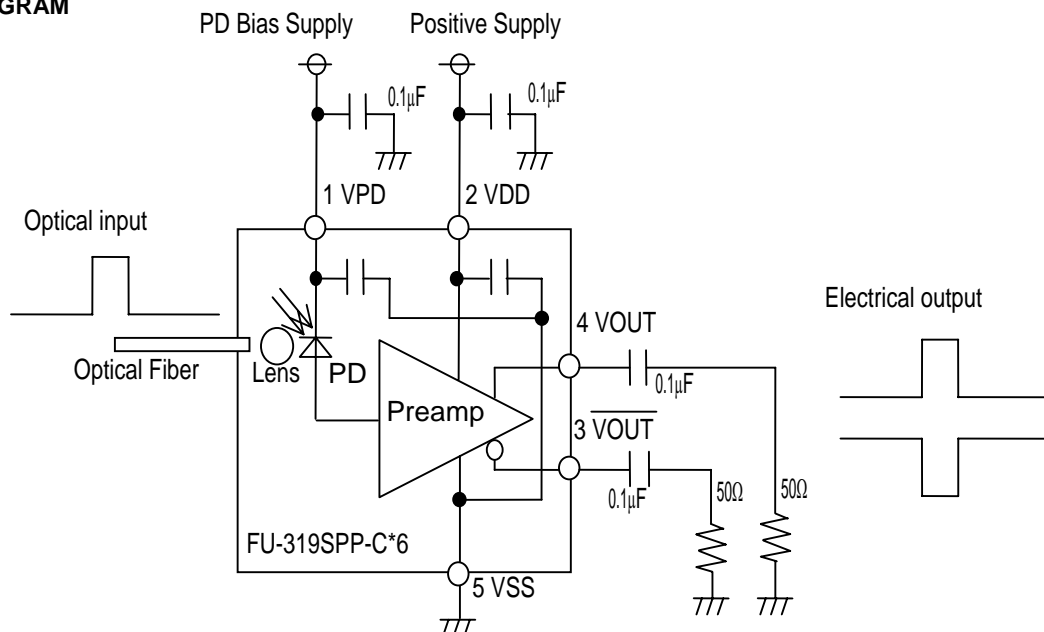 GRAM
PD Bias Supply
Positive Supply
0.1μF
0.1μF
1 VPD
2 VDD
Optical input
Electrical output
4 VOUT
Optical Fiber
Lens
PD
0.1μF
Preamp
3 VOUT
0.1μF
50Ω
50Ω
FU-319SPP-C*6
5 VSS